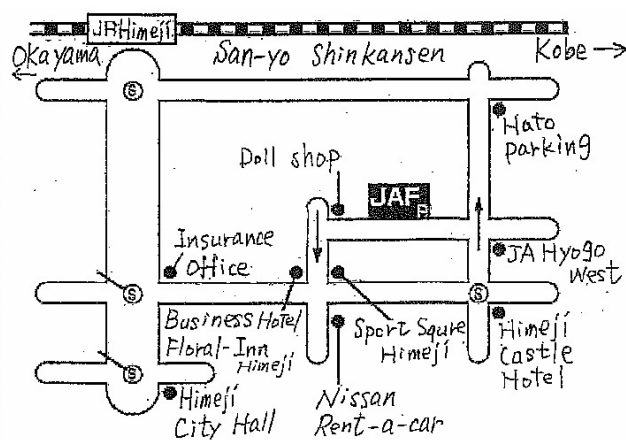 JR Himeji
Okayama
San-yo Shinkansen
Kobe
S
Hato
parking
Doll shop
JAF
P
Insurance
Office
JA Hyogo
West
S
S
Business Hotel
Floral-Inn
Himeji
Sport Squre
Himeji
Himeji
Castle
Hotel
S
Himeji
City Hall
Nissan
Rent-a-car